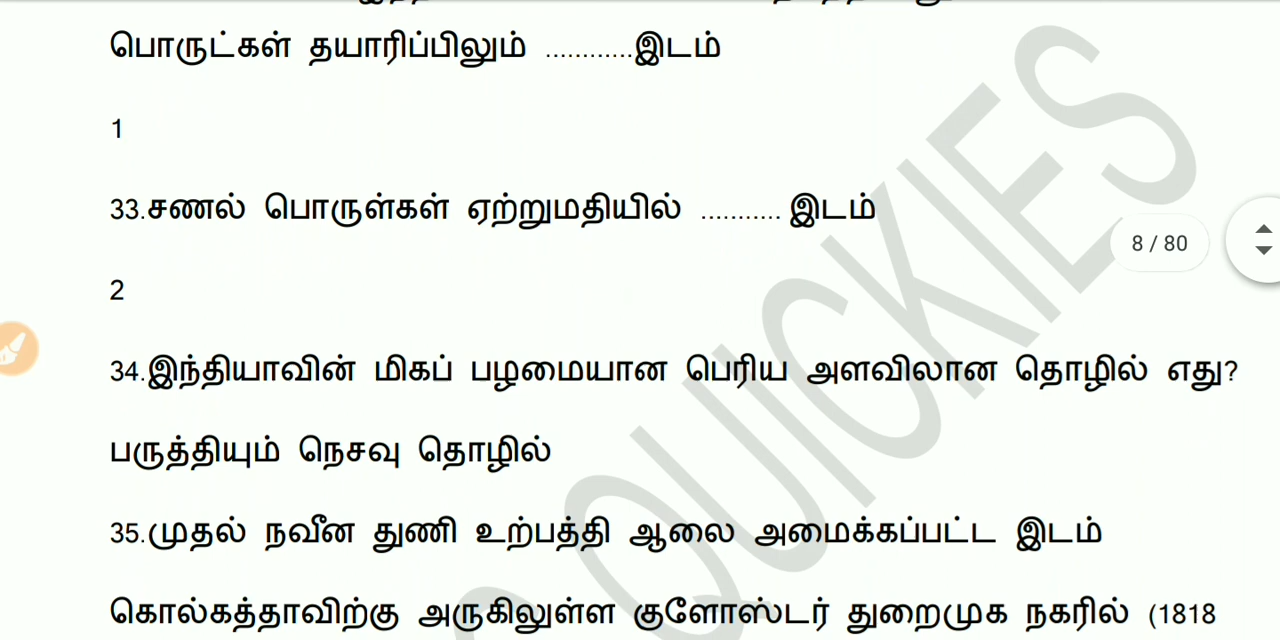 பொருட்கள் தயாரிப்பிலும் ............இடம்
1
33.சணல் பொருள்கள் ஏற்றுமதியில் ........... இடம்
8 / 80
2
34.இந்தியாவின் மிகப் பழமையான பெரிய அளவிலான தொழில் எது?
பருத்தியும் நெசவு தொழில்
35.முதல் நவீன துணி உற்பத்தி ஆலை அமைக்கப்பட்ட இடம்
கொல்கத்தாவிற்கு அருகிலுள்ள குளோஸ்டர் துறைமுக நகரில் (1818
QUICKIES